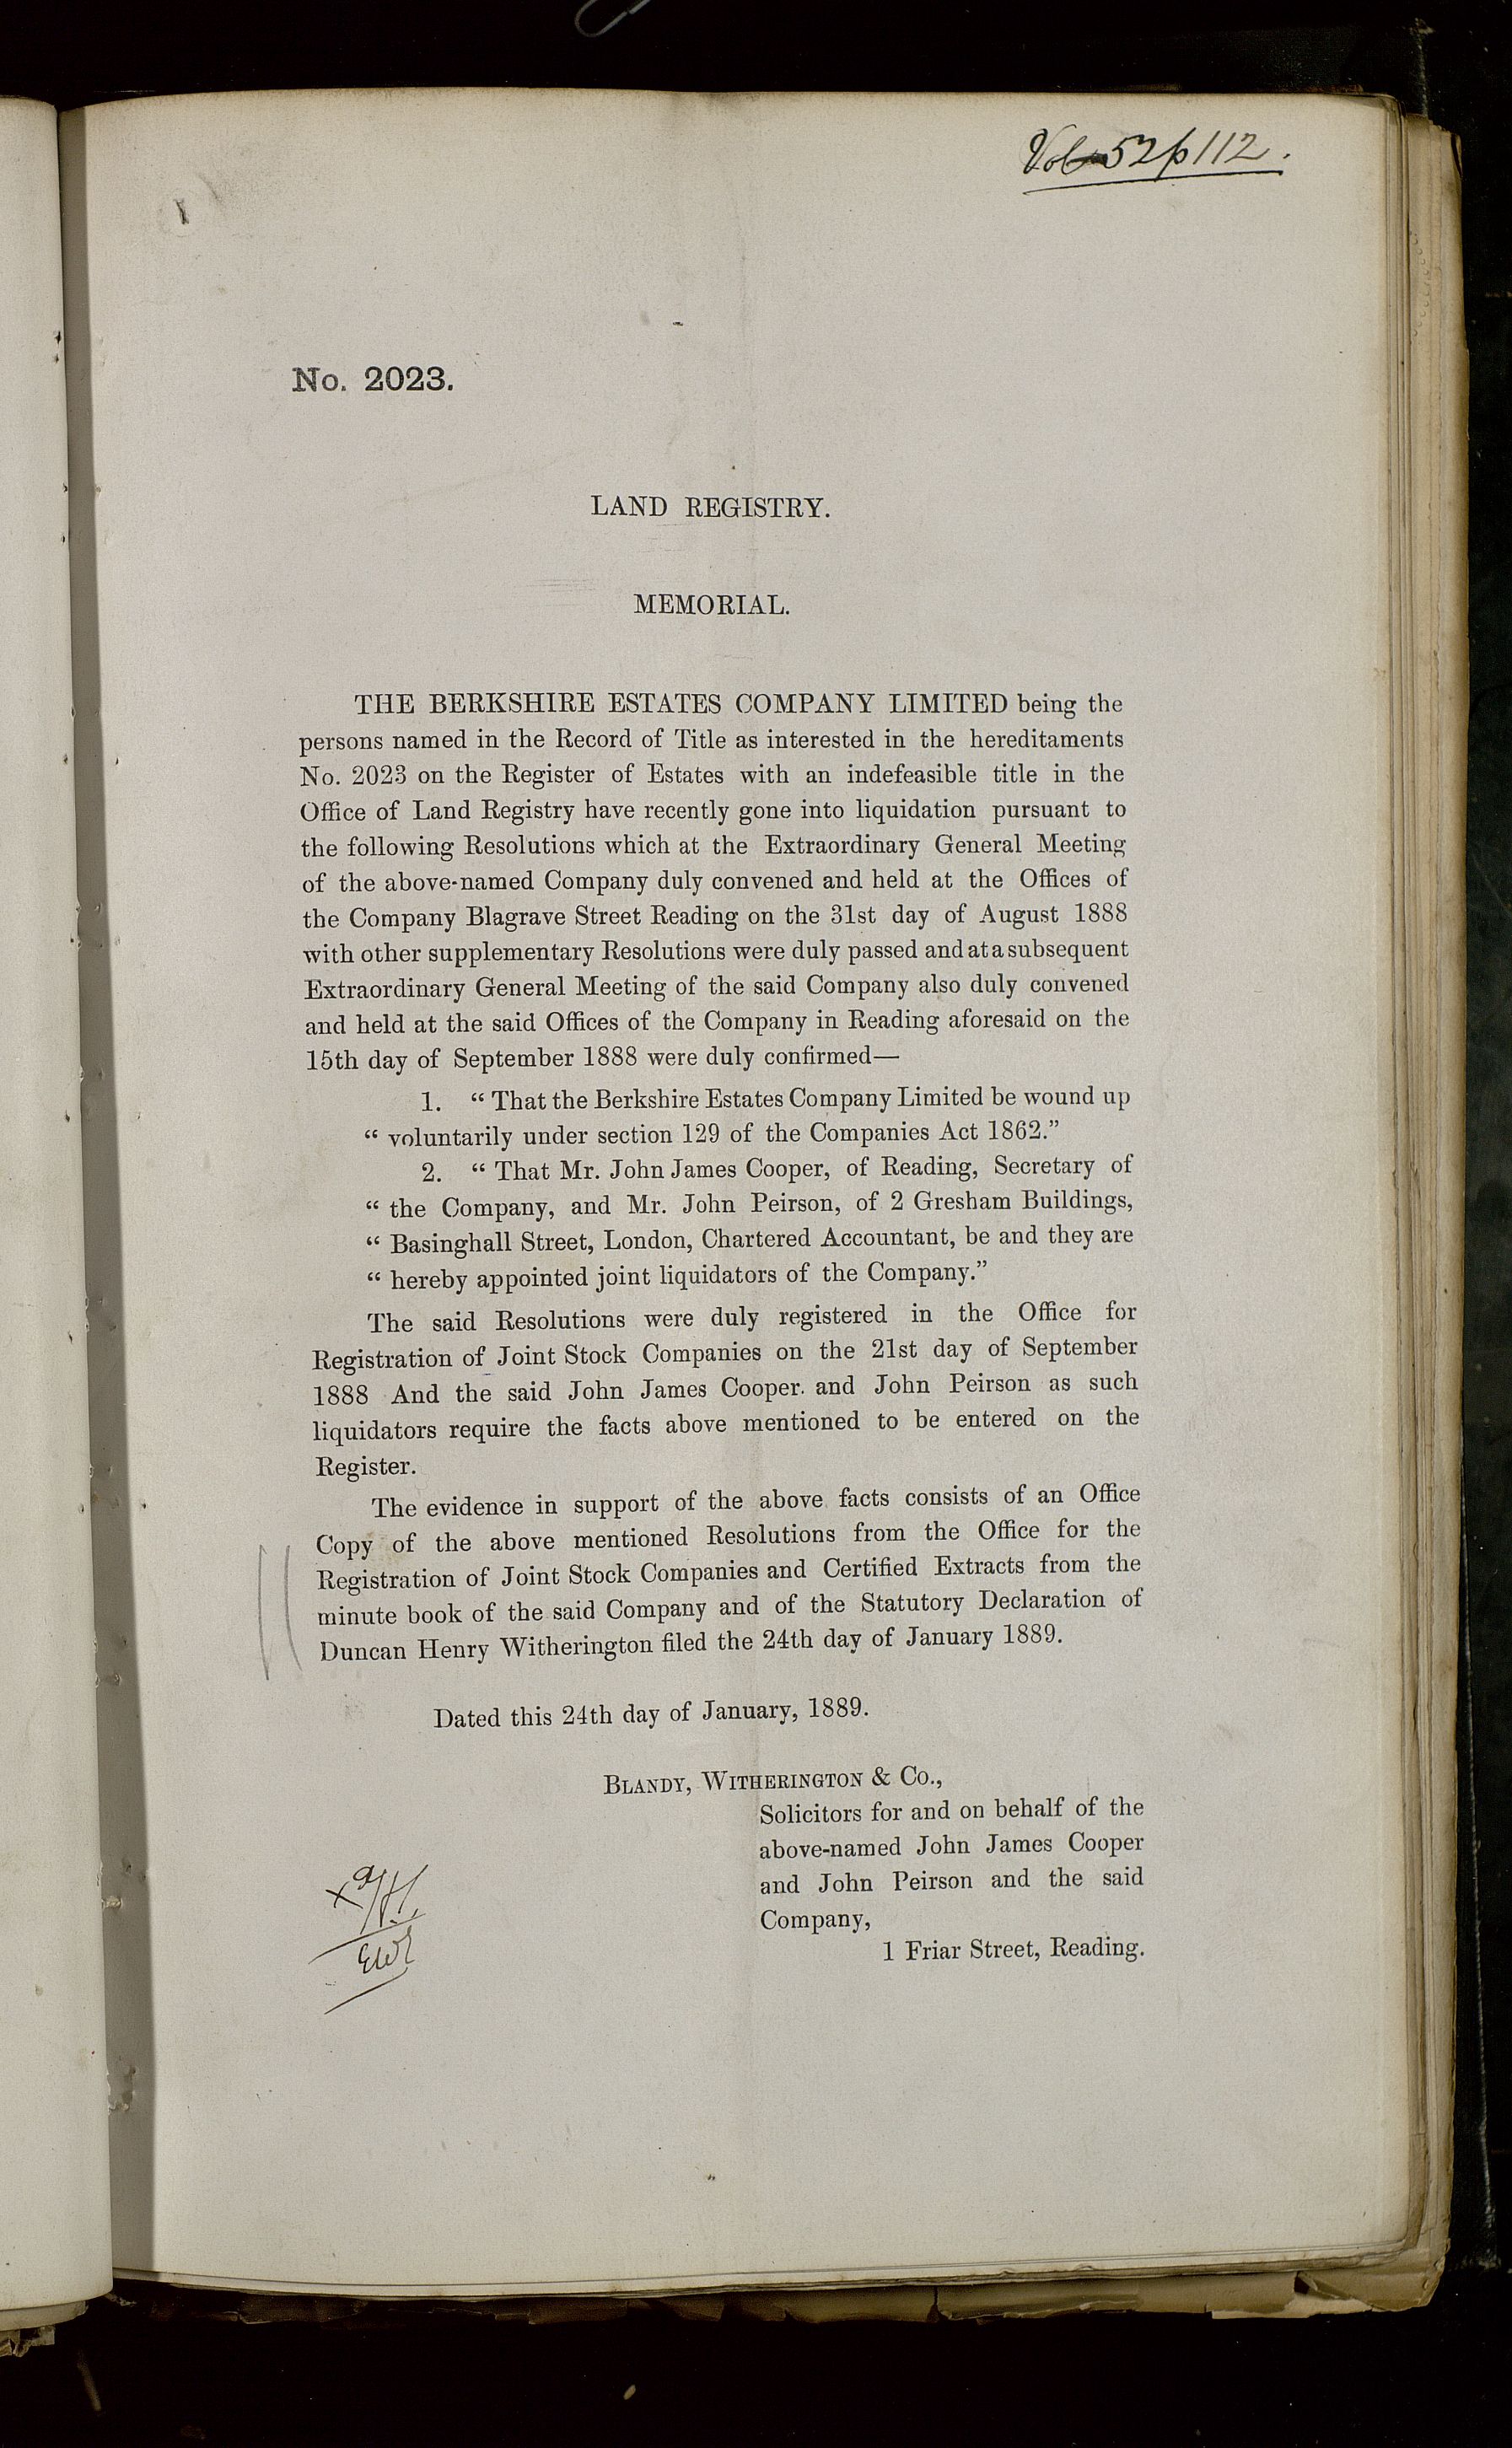 Vol 52 p 112.
No. 2023.
LAND REGISTRY.
MEMORIAL.
THE BERKSHIRE ESTATES COMPANY LIMITED being the
persons named in the Record of Title as interested in the hereditaments
No. 2023 on the Register of Estates with an indefeasible title in the
Office of Land Registry have recently gone into liquidation pursuant to
the following Resolutions which at the Extraordinary General Meeting
of the above-named Company duly convened and held at the Offices of
the Company Blagrave Street Reading on the 31st day of August 1888
with other supplementary Resolutions were duly passed and at a subsequent
Extraordinary General Meeting of the said Company also duly convened
and held at the said Offices of the Company in Reading aforesaid on the
15th day of September 1888 were duly confirmed—
1. “ That the Berkshire Estates Company Limited be wound up
“ voluntarily under section 129 of the Companies Act 1862.”
2. “ That Mr. John James Cooper, of Reading, Secretary of
“ the Company, and Mr. John Peirson, of 2 Gresham Buildings,
“ Basinghall Street, London, Chartered Accountant, be and they are
“ hereby appointed joint liquidators of the Company.”
The said Resolutions were duly registered in the Office for
Registration of Joint Stock Companies on the 21st day of September
1888 And the said John James Cooper. and John Peirson as such
liquidators require the facts above mentioned to be entered on the
Register.
The evidence in support of the above facts consists of an Office
Copy of the above mentioned Resolutions from the Office for the
Registration of Joint Stock Companies and Certified Extracts from the
minute book of the said Company and of the Statutory Declaration of
Duncan Henry Witherington filed the 24th day of January 1889.
Dated this 24th day of January, 1889.
BLANDY, WITHERINGTON & CO.,
Solicitors for and on behalf of the
above-named John James Cooper
and John Peirson and the said
Company,
1 Friar Street, Reading.